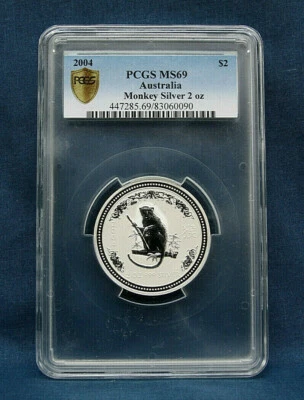 2004 PCGS MS69 $2
Australia
Monkey Silver 2 oz
447285.69/83060090
PCGS